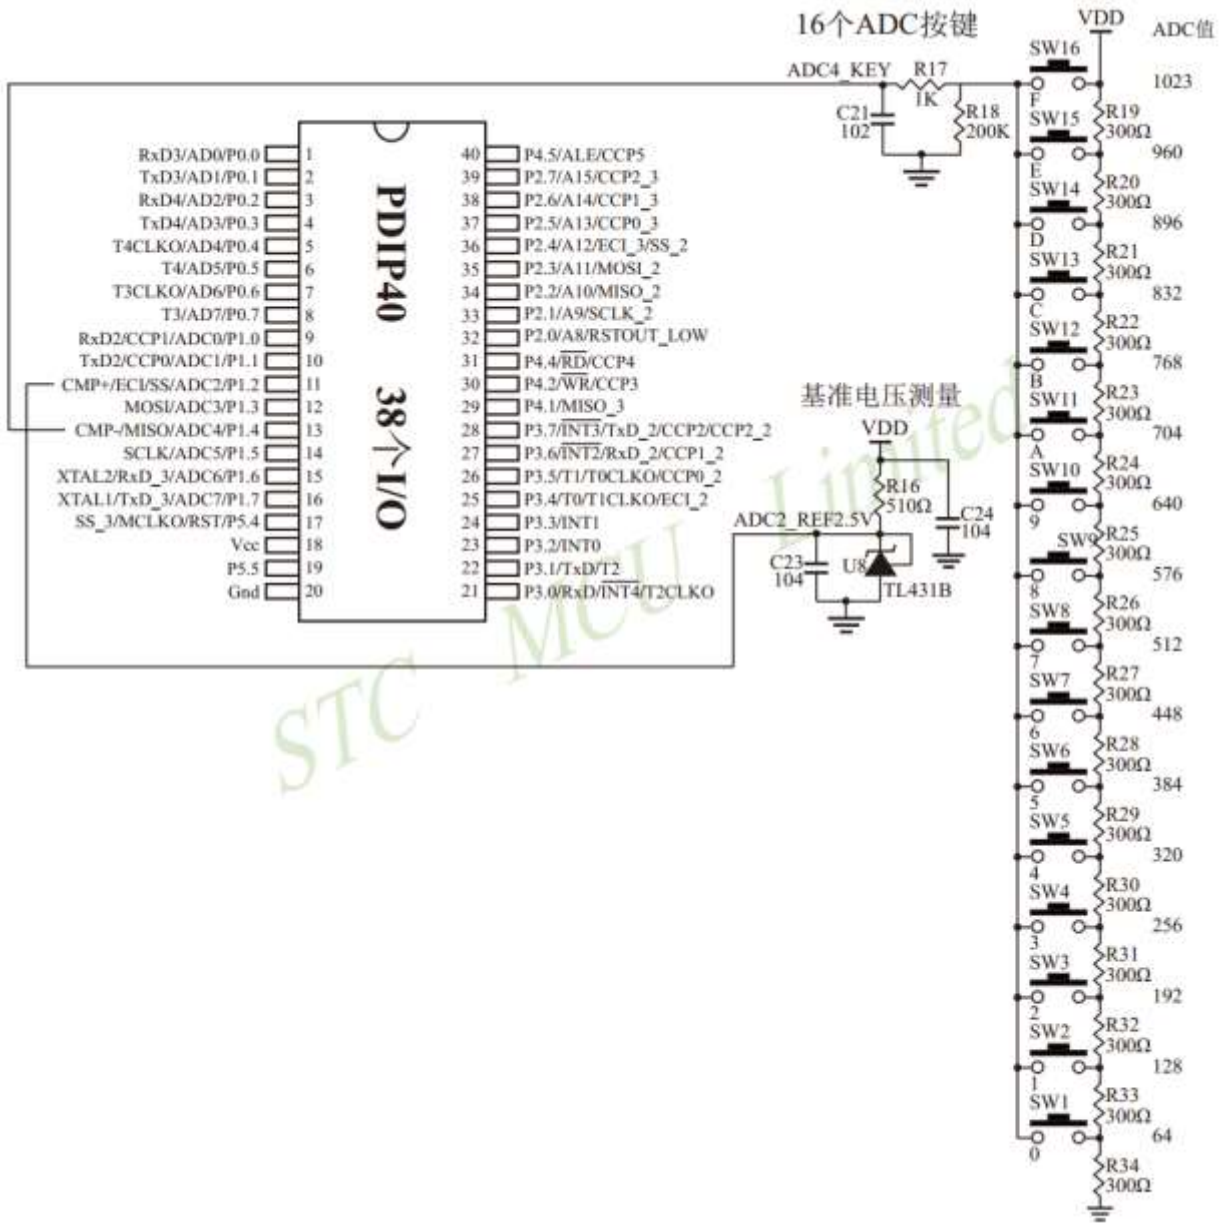 16个ADC按键
VDD
ADC值
SW16
ADC4_KEY
R17
1K
1023
F
C21
102
R18
200K
SW15
R19
300Ω
960
E
SW14
R20
300Ω
896
D
SW13
R21
300Ω
832
C
SW12
R22
300Ω
768
B
SW11
R23
300Ω
704
A
SW10
R24
300Ω
640
9
SW9
R25
300Ω
576
8
SW8
R26
300Ω
512
7
SW7
R27
300Ω
448
6
SW6
R28
300Ω
384
5
SW5
R29
300Ω
320
4
SW4
R30
300Ω
256
3
SW3
R31
300Ω
192
2
SW2
R32
300Ω
128
1
SW1
R33
300Ω
64
0
R34
300Ω
PDIP40 38个I/O
RxD3/AD0/P0.0 1
TxD3/AD1/P0.1 2
RxD4/AD2/P0.2 3
TxD4/AD3/P0.3 4
T4CLKO/AD4/P0.4 5
T4/AD5/P0.5 6
T3CLKO/AD6/P0.6 7
T3/AD7/P0.7 8
RxD2/CCP1/ADC0/P1.0 9
TxD2/CCP0/ADC1/P1.1 10
CMP+/ECI/SS/ADC2/P1.2 11
MOSI/ADC3/P1.3 12
CMP-/MISO/ADC4/P1.4 13
SCLK/ADC5/P1.5 14
XTAL2/RxD_3/ADC6/P1.6 15
XTAL1/TxD_3/ADC7/P1.7 16
SS_3/MCLKO/RST/P5.4 17
Vcc 18
P5.5 19
Gnd 20
40 P4.5/ALE/CCP5
39 P2.7/A15/CCP2_3
38 P2.6/A14/CCP1_3
37 P2.5/A13/CCP0_3
36 P2.4/A12/ECI_3/SS_2
35 P2.3/A11/MOSI_2
34 P2.2/A10/MISO_2
33 P2.1/A9/SCLK_2
32 P2.0/A8/RSTOUT_LOW
31 P4.4/RD/CCP4
30 P4.2/WR/CCP3
29 P4.1/MISO_3
28 P3.7/INT3/TxD_2/CCP2/CCP2_2
27 P3.6/INT2/RxD_2/CCP1_2
26 P3.5/T1/T0CLKO/CCP0_2
25 P3.4/T0/T1CLKO/ECI_2
24 P3.3/INT1
23 P3.2/INT0
22 P3.1/TxD/T2
21 P3.0/RxD/INT4/T2CLKO
基准电压测量
VDD
R16
510Ω
ADC2_REF2.5V
C24
104
C23
104
U8
TL431B
STC MCU Limited